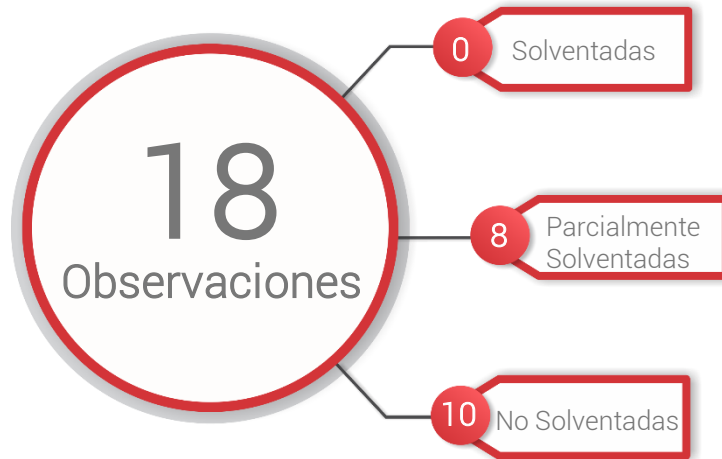 18
Observaciones
0
Solventadas
8
Parcialmente
Solventadas
10
No Solventadas